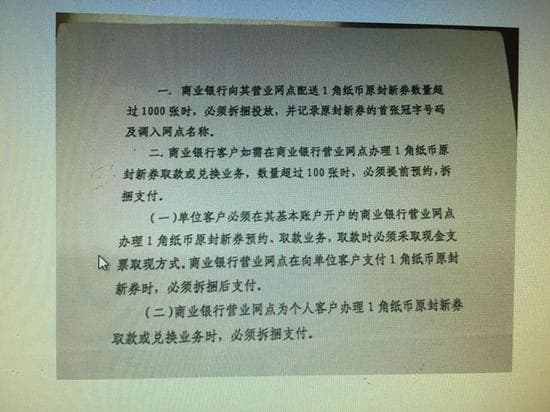 一. 商业银行向其营业网点配送1角纸币原封新券数量超
过1000张时，必须拆捆投放，并记录原封新券的首张冠字号码
及调入网点名称。
二. 商业银行客户如需在商业银行营业网点办理1角纸币原
封新券取款或兑换业务，数量超过100张时，必须提前预约，拆
捆支付。
(一)单位客户必须在其基本账户开户的商业银行营业网点
办理1角纸币原封新券预约、取款业务，取款时必须采取现金支
票取现方式。商业银行营业网点在向单位客户支付1角纸币原封
新券时，必须拆捆后支付。
(二)商业银行营业网点为个人客户办理1角纸币原封新券
取款或兑换业务时，必须拆捆支付。